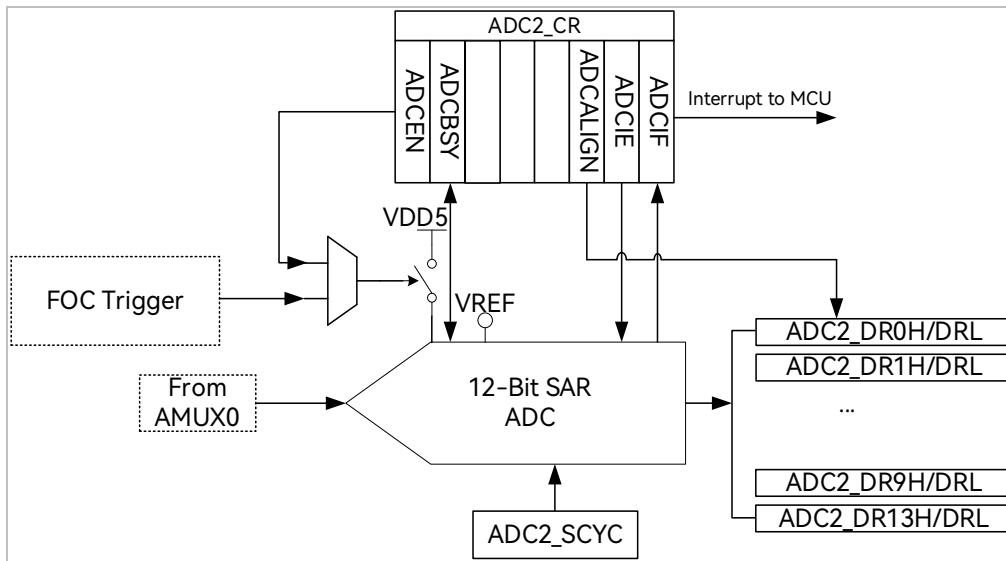 ADC2_CR
ADCEN
ADCBSY
ADCALIGN
ADCIE
ADCIF
Interrupt to MCU
VDD5
FOC Trigger
VREF
From
AMUX0
12-Bit SAR
ADC
ADC2_DR0H/DRL
ADC2_DR1H/DRL
...
ADC2_DR9H/DRL
ADC2_DR13H/DRL
ADC2_SCYC